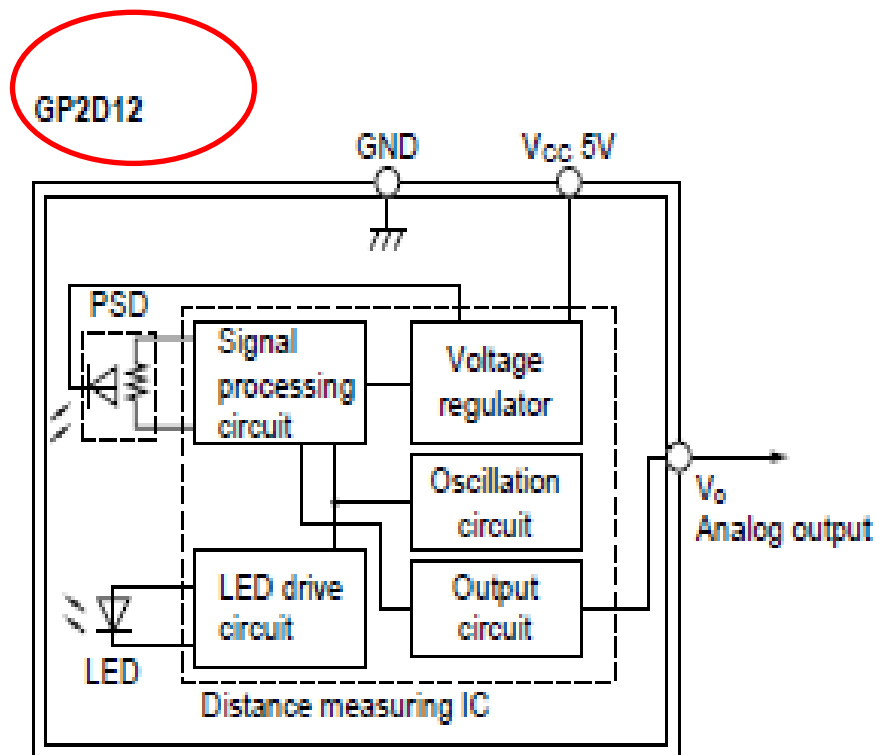 GP2D12
GND
VCC 5V
PSD
Signal
processing
circuit
Voltage
regulator
Oscillation
circuit
Vo
Analog output
LED drive
circuit
Output
circuit
LED
Distance measuring IC